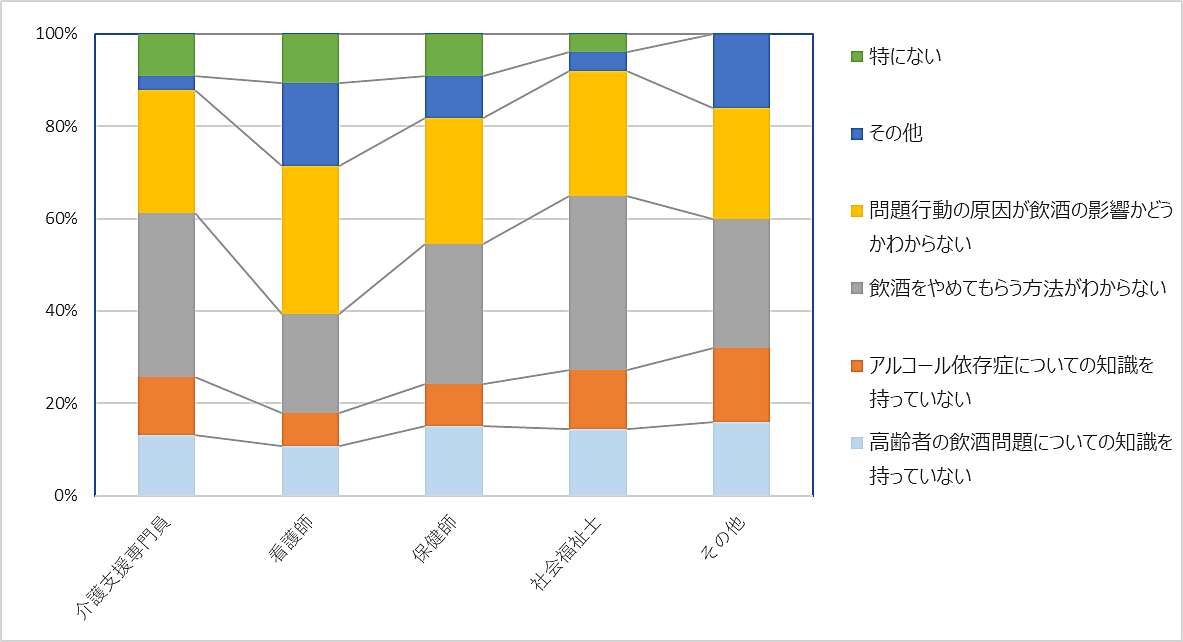 100%
80%
60%
40%
20%
0%
介護支援専門員
看護師
保健師
社会福祉士
その他
特にない
その他
問題行動の原因が飲酒の影響かどう
かわからない
飲酒をやめてもらう方法がわからない
アルコール依存症についての知識を
持っていない
高齢者の飲酒問題についての知識を
持っていない